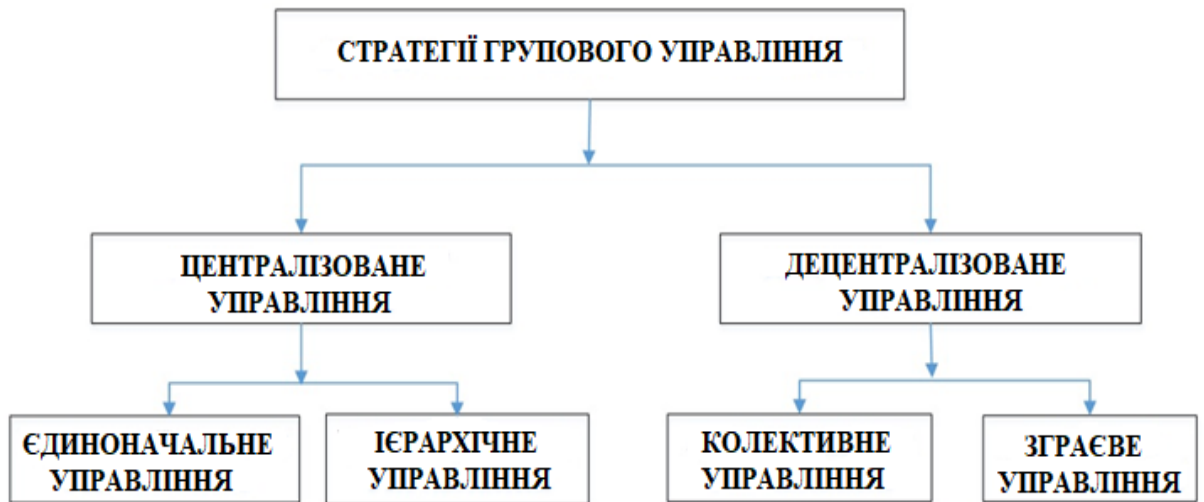 СТРАТЕГІЇ ГРУПОВОГО УПРАВЛІННЯ
ЦЕНТРАЛІЗОВАНЕ
УПРАВЛІННЯ
ДЕЦЕНТРАЛІЗОВАНЕ
УПРАВЛІННЯ
ЄДИНОНАЧАЛЬНЕ
УПРАВЛІННЯ
ІЄРАРХІЧНЕ
УПРАВЛІННЯ
КОЛЕКТИВНЕ
УПРАВЛІННЯ
ЗГРАЄВЕ
УПРАВЛІННЯ